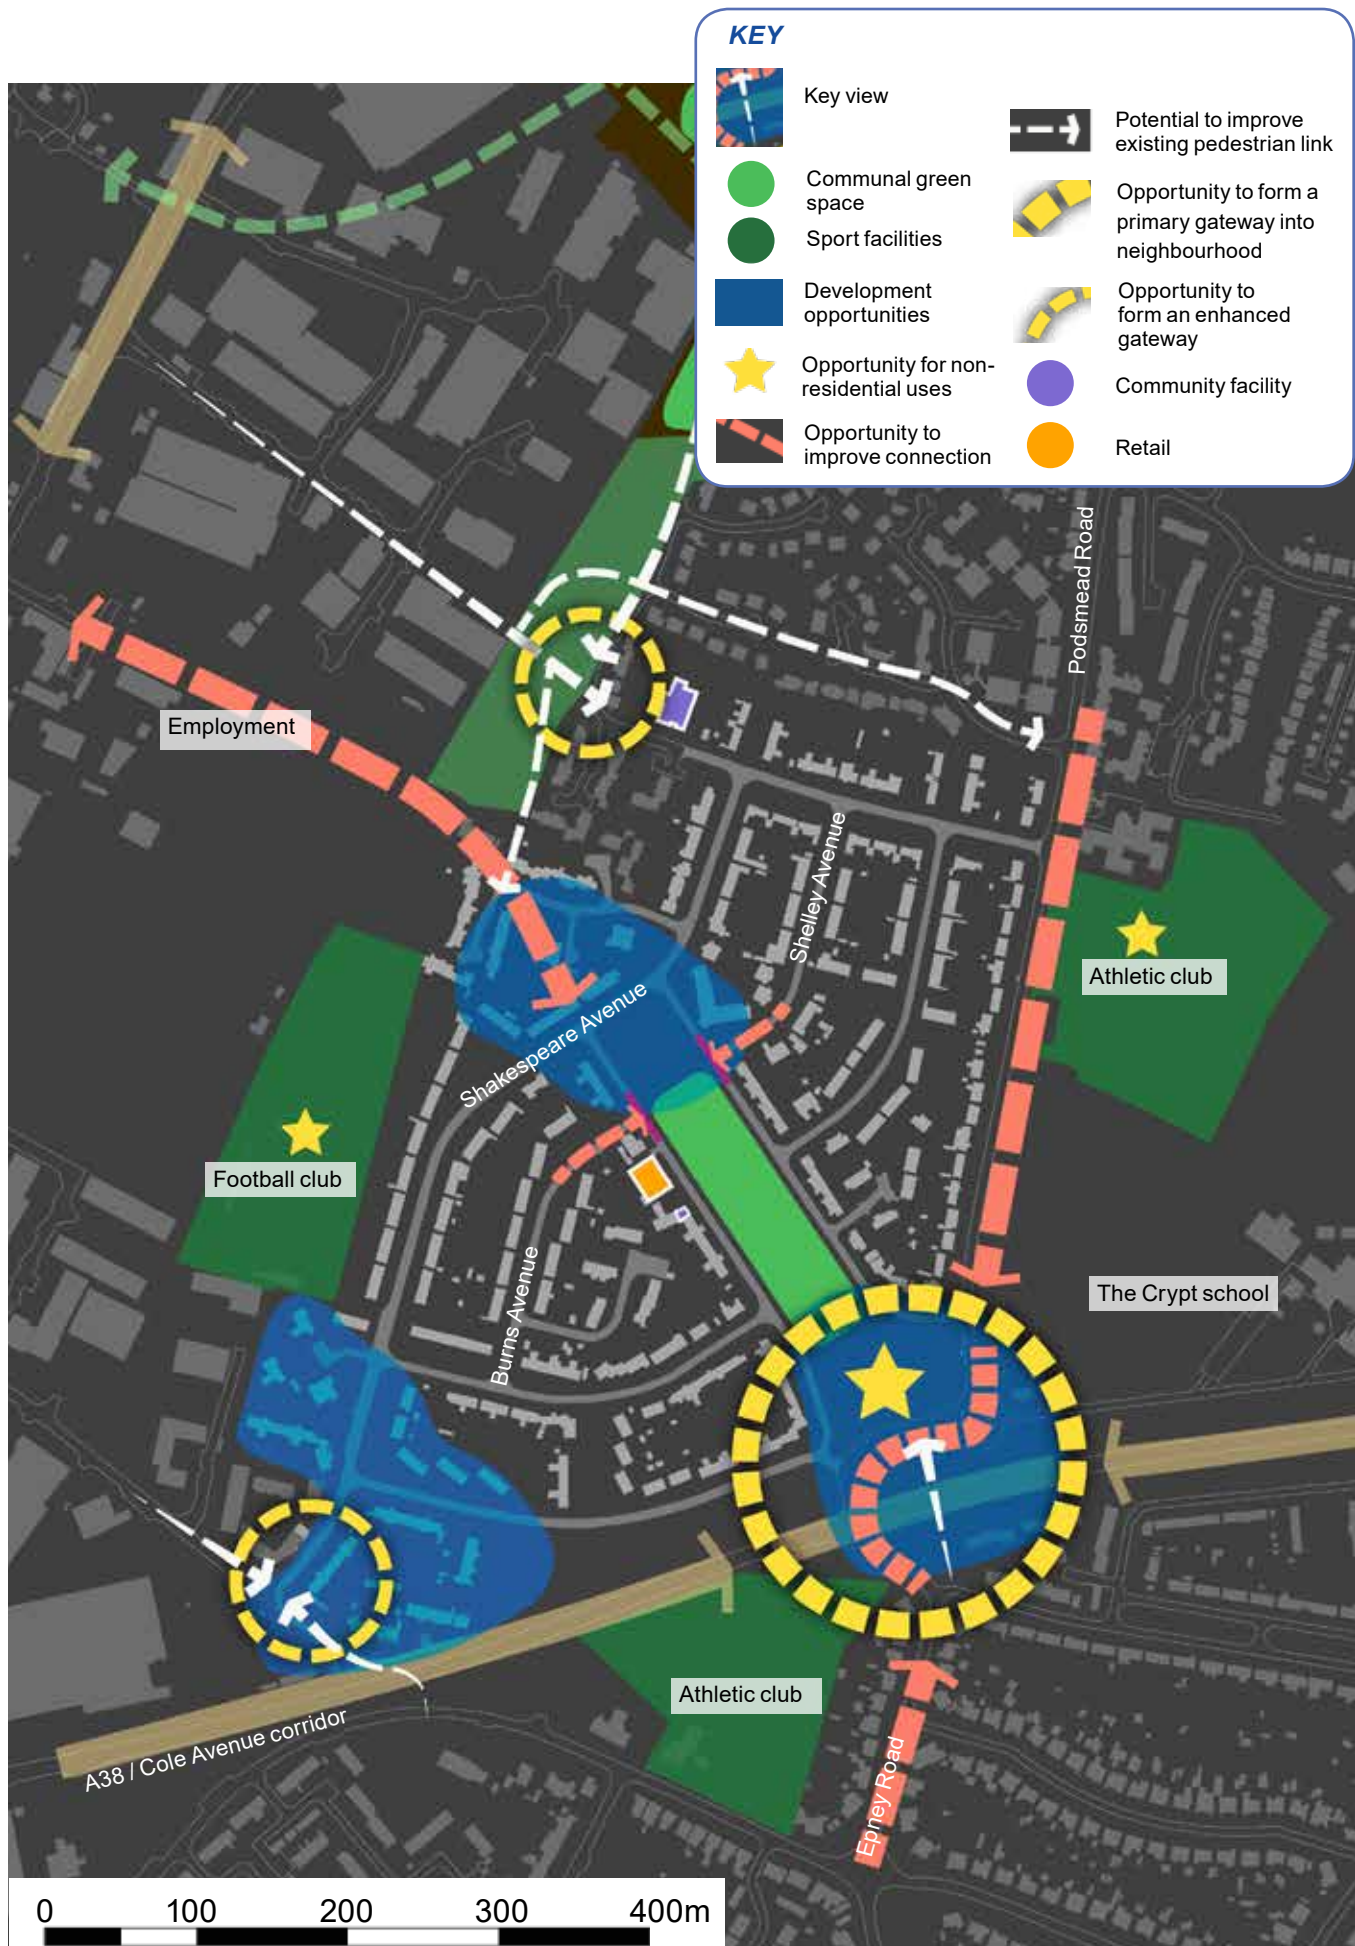 KEY
Key view
Communal green
space
Sport facilities
Development
opportunities
Opportunity for non-
residential uses
Opportunity to
improve connection
Potential to improve
existing pedestrian link
Opportunity to form a
primary gateway into
neighbourhood
Opportunity to
form an enhanced
gateway
Community facility
Retail
Podsmead Road
Employment
Shelley Avenue
Athletic club
Shakespeare Avenue
Football club
Burns Avenue
The Crypt school
Athletic club
A38 / Cole Avenue corridor
Epney Road
0 100 200 300 400m